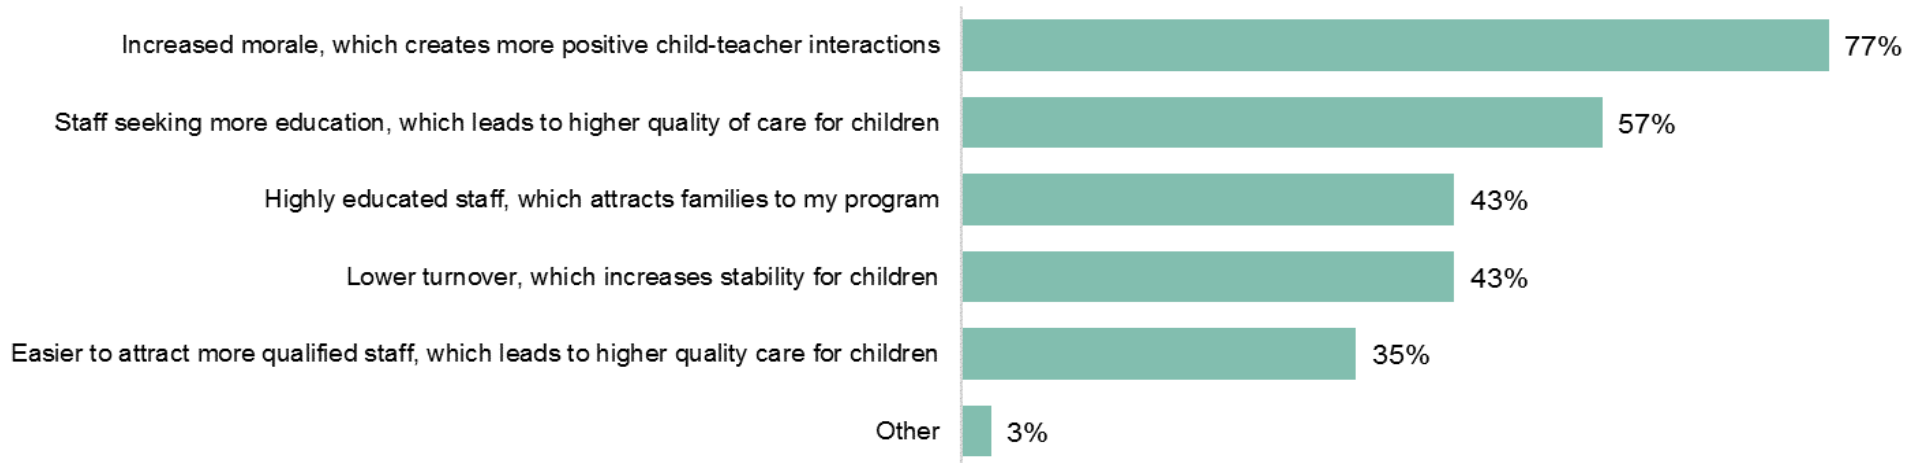 Increased morale, which creates more positive child-teacher interactions 77%
Staff seeking more education, which leads to higher quality of care for children 57%
Highly educated staff, which attracts families to my program 43%
Lower turnover, which increases stability for children 43%
Easier to attract more qualified staff, which leads to higher quality care for children 35%
Other 3%